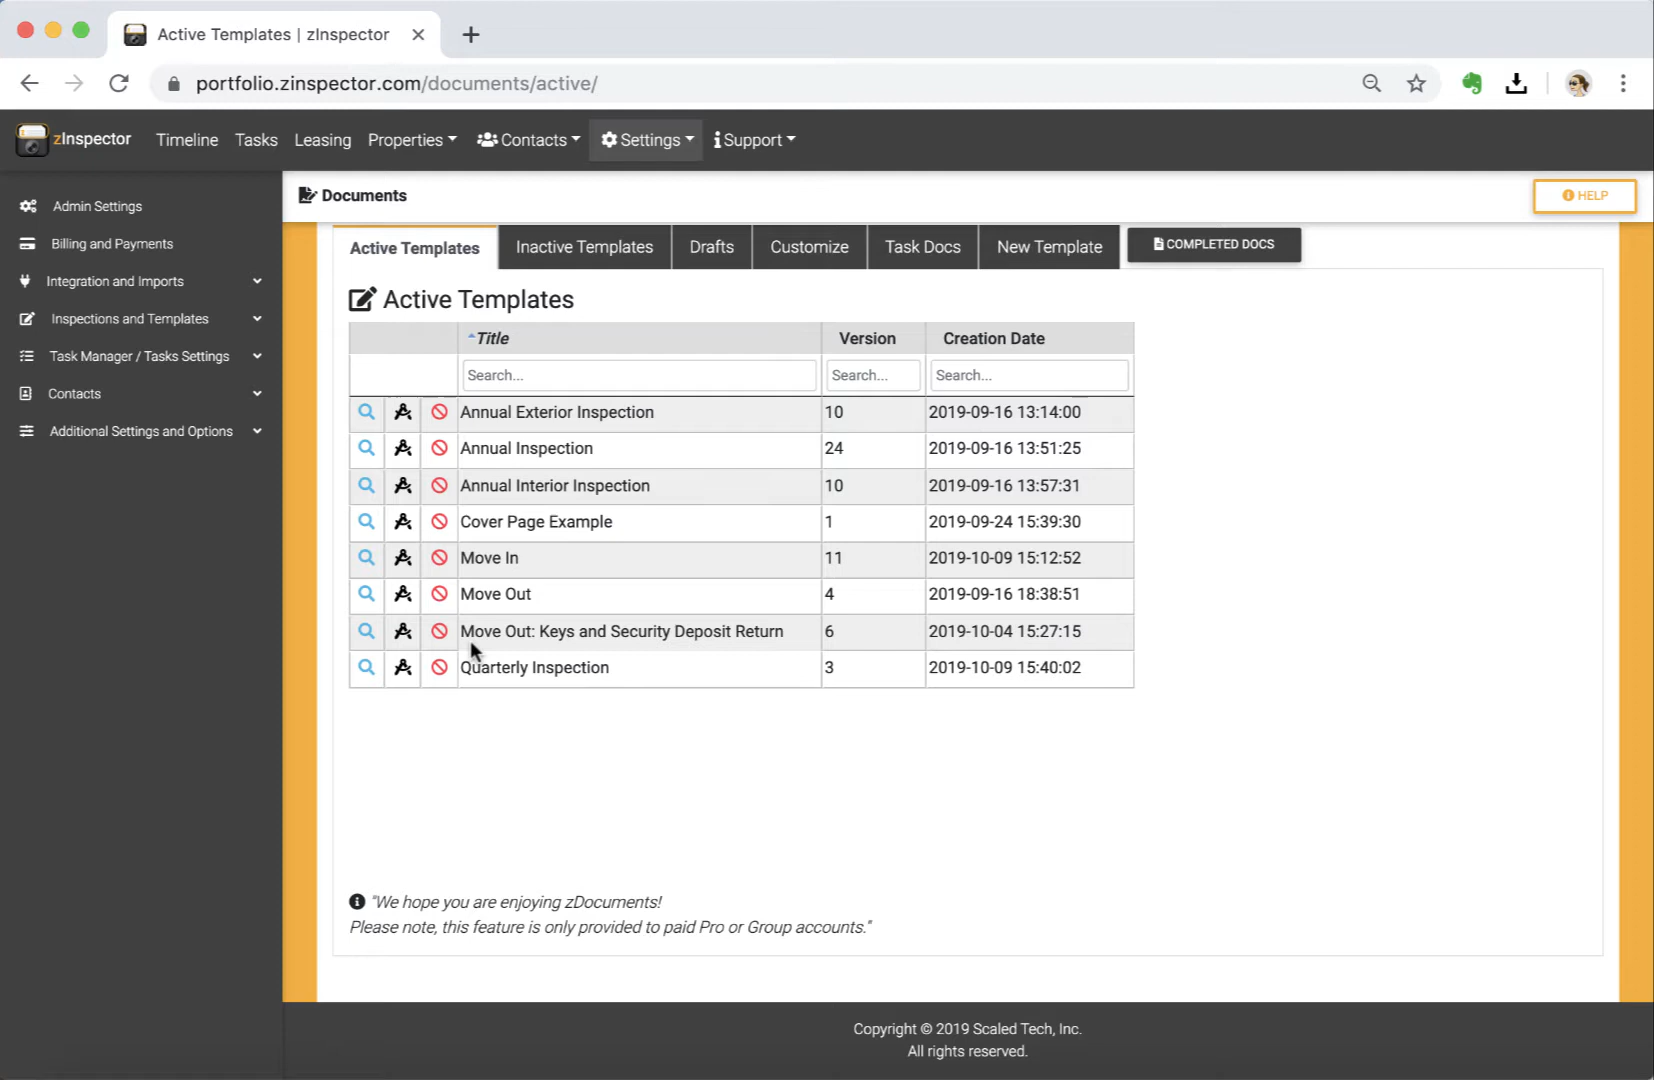 Active Templates | zInspector
portfolio.zinspector.com/documents/active/
zInspector Timeline Tasks Leasing Properties Contacts Settings Support
Admin Settings
Billing and Payments
Integration and Imports
Inspections and Templates
Task Manager / Tasks Settings
Contacts
Additional Settings and Options
Documents
HELP
Active Templates Inactive Templates Drafts Customize Task Docs New Template COMPLETED DOCS
Active Templates
Title Version Creation Date
Search... Search... Search...
Annual Exterior Inspection 10 2019-09-16 13:14:00
Annual Inspection 24 2019-09-16 13:51:25
Annual Interior Inspection 10 2019-09-16 13:57:31
Cover Page Example 1 2019-09-24 15:39:30
Move In 11 2019-10-09 15:12:52
Move Out 4 2019-09-16 18:38:51
Move Out: Keys and Security Deposit Return 6 2019-10-04 15:27:15
Quarterly Inspection 3 2019-10-09 15:40:02
"We hope you are enjoying zDocuments!
Please note, this feature is only provided to paid Pro or Group accounts."
Copyright © 2019 Scaled Tech, Inc.
All rights reserved.